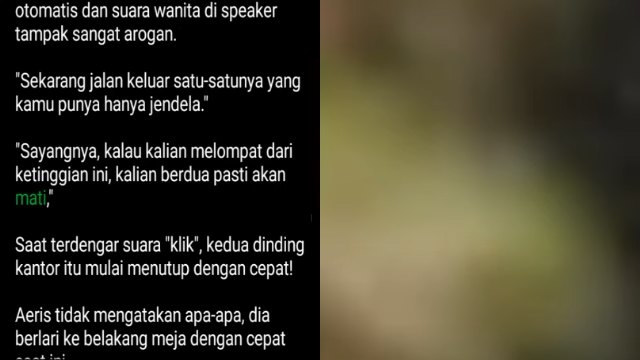 otomatis dan suara wanita di speaker
tampak sangat arogan.
"Sekarang jalan keluar satu-satunya yang
kamu punya hanya jendela."
"Sayangnya, kalau kalian melompat dari
ketinggian ini, kalian berdua pasti akan
mati,"
Saat terdengar suara "klik", kedua dinding
kantor itu mulai menutup dengan cepat!
Aeris tidak mengatakan apa-apa, dia
berlari ke belakang meja dengan cepat
saat ini